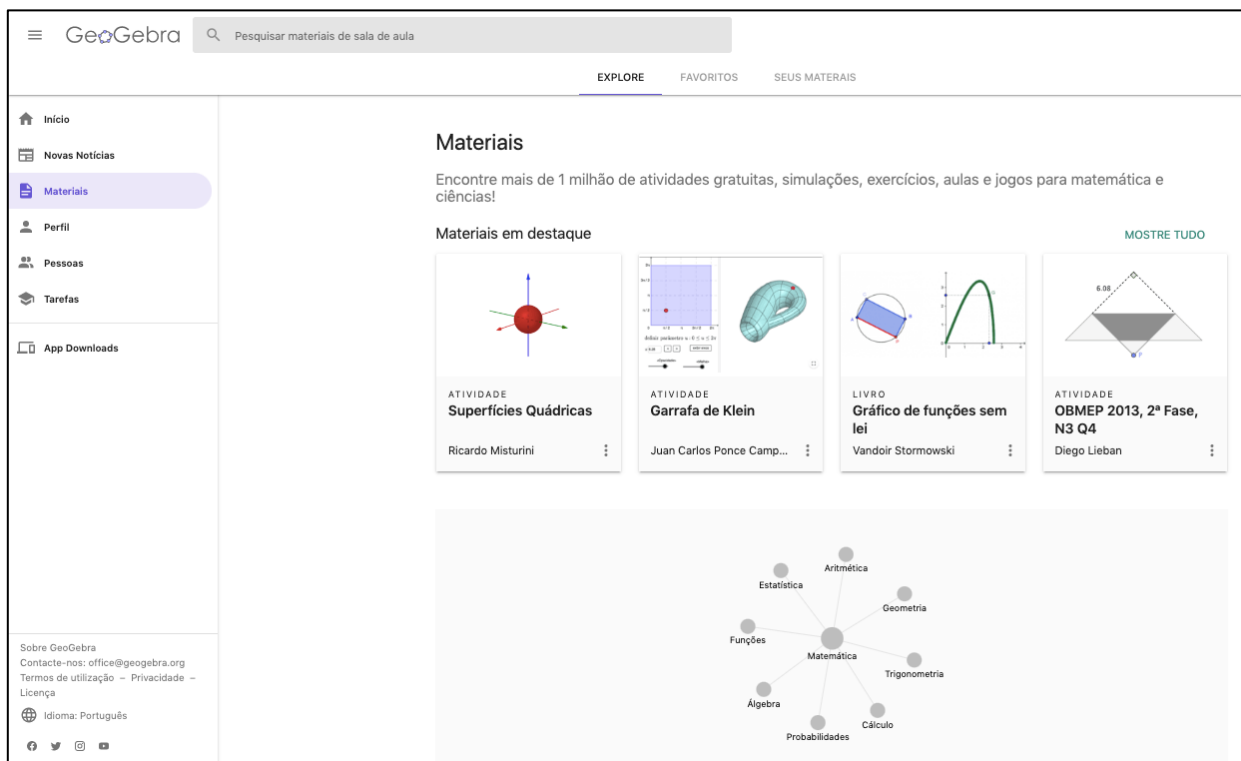 GeoGebra
Pesquisar materiais de sala de aula
EXPLORE
FAVORITOS
SEUS MATERAIS
Início
Novas Notícias
Materiais
Perfil
Pessoas
Tarefas
App Downloads
Sobre GeoGebra
Contacte-nos: office@geogebra.org
Termos de utilização – Privacidade –
Licença
Idioma: Português
Materiais
Encontre mais de 1 milhão de atividades gratuitas, simulações, exercícios, aulas e jogos para matemática e
ciências!
Materiais em destaque
MOSTRE TUDO
ATIVIDADE
Superfícies Quádricas
Ricardo Misturini
ATIVIDADE
Garrafa de Klein
Juan Carlos Ponce Camp...
LIVRO
Gráfico de funções sem
lei
Vandoir Stormowski
6.08
P
ATIVIDADE
OBMEP 2013, 2ª Fase,
N3 Q4
Diego Lieban
Aritmética
Estatística
Geometria
Funções
Matemática
Trigonometria
Álgebra
Cálculo
Probabilidades